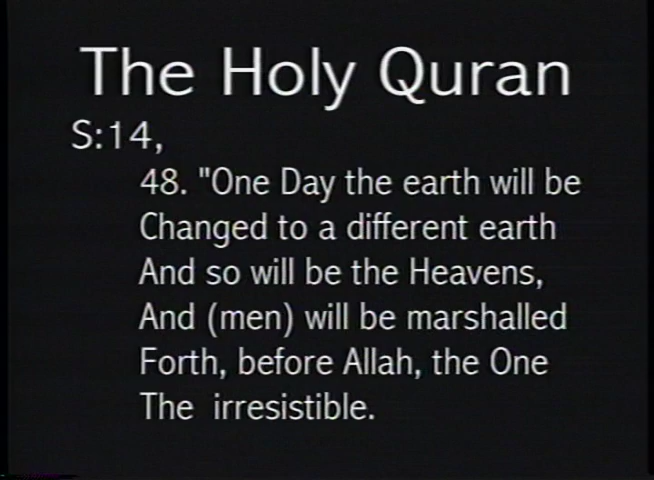 The Holy Quran
S:14,
48. "One Day the earth will be
Changed to a different earth
And so will be the Heavens,
And (men) will be marshalled
Forth, before Allah, the One
The irresistible.